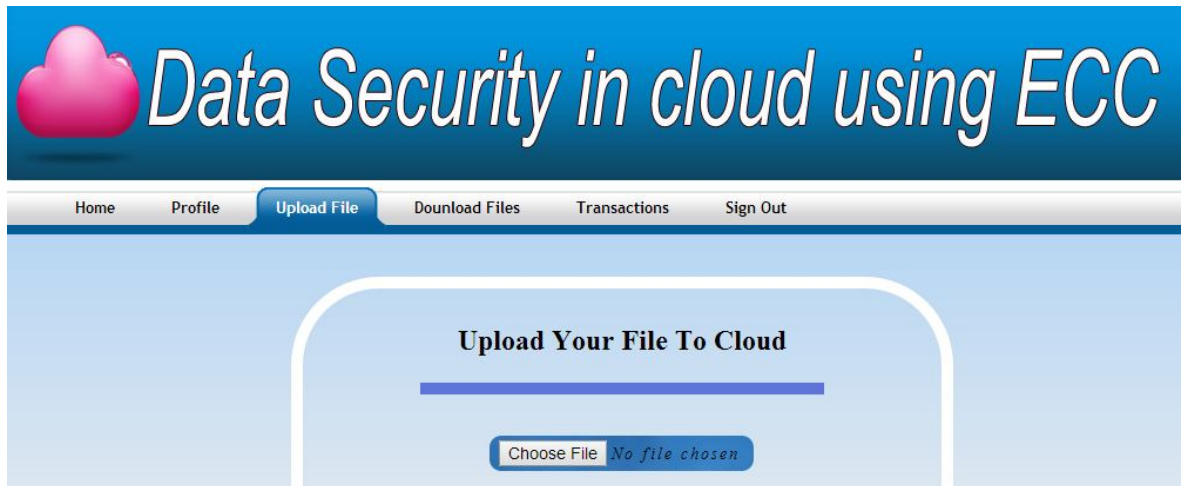 Data Security in cloud using ECC
Home Profile Upload File Dounload Files Transactions Sign Out
Upload Your File To Cloud
Choose File No file chosen